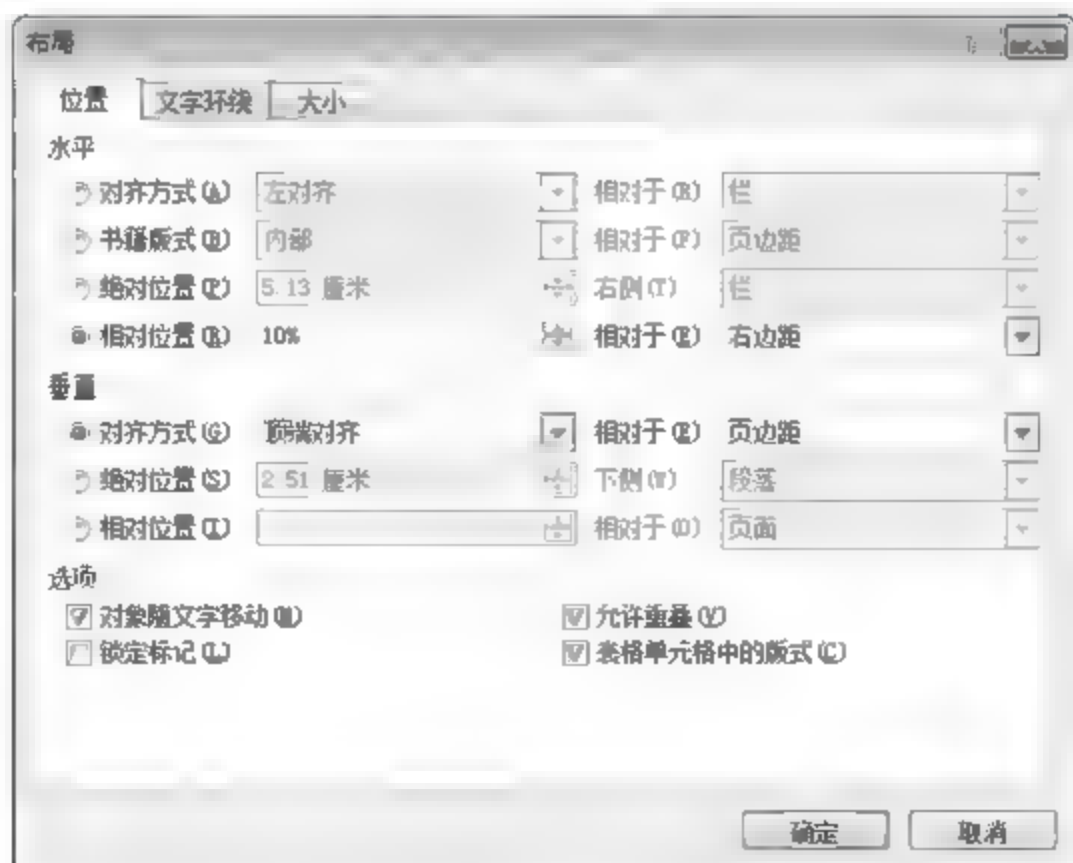 布局
位置 文字环绕 大小
水平
对齐方式(A) 左对齐 相对于(R) 栏
书籍版式(B) 内部 相对于(F) 页边距
绝对位置(P) 5.13 厘米 右侧(T) 栏
相对位置(R) 10% 相对于(E) 右边距
垂直
对齐方式(G) 顶端对齐 相对于(E) 页边距
绝对位置(S) 2.51 厘米 下侧(W) 段落
相对位置(I) 相对于(O) 页面
选项
对象随文字移动(M) 允许重叠(V)
锁定标记(L) 表格单元格中的版式(C)
确定 取消